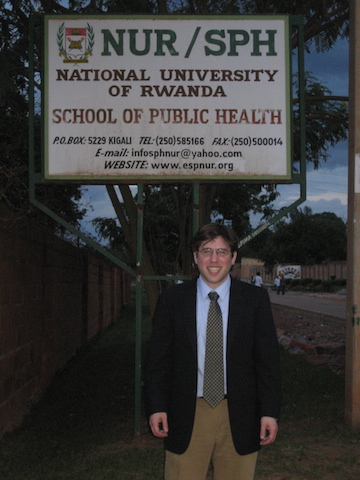 NUR/SPH
NATIONAL UNIVERSITY
OF RWANDA
SCHOOL OF PUBLIC HEALTH
P.O.BOX: 5229 KIGALI TEL:(250)585166 FAX:(250)500014
E-mail: infosphnur@yahoo.com
WEBSITE: www.espnur.org